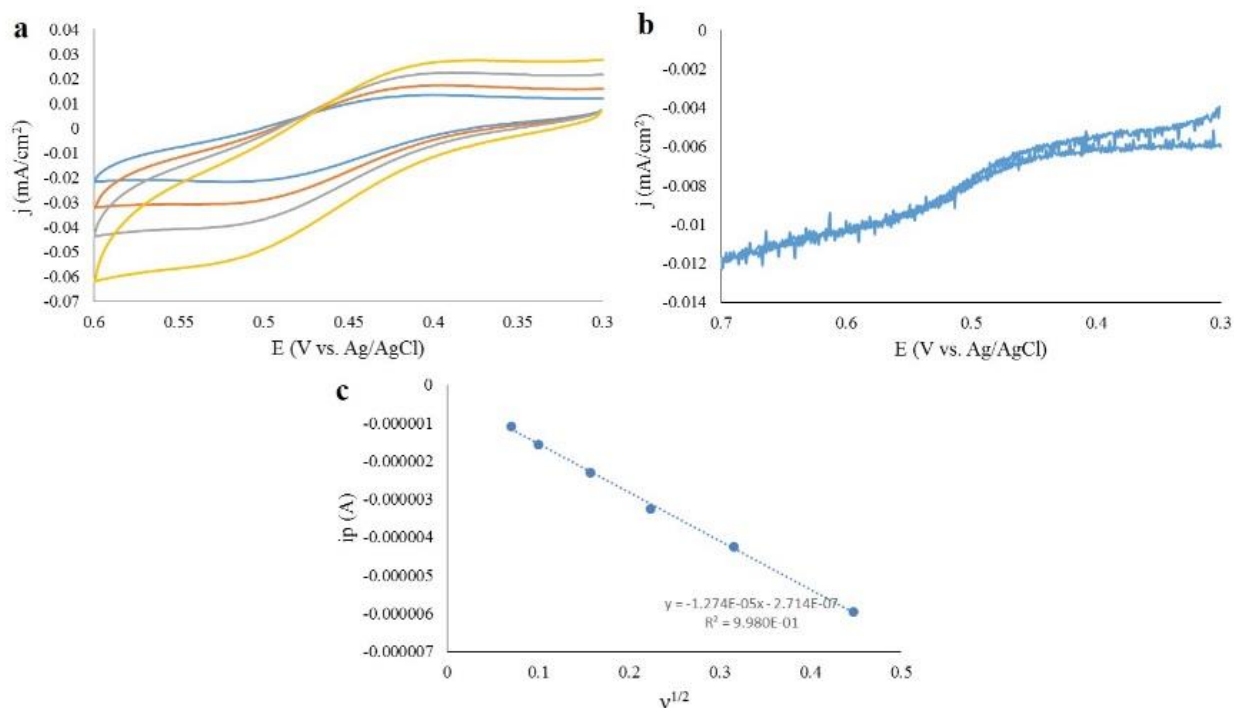 a
j (mA/cm²)
0.04
0.03
0.02
0.01
0
-0.01
-0.02
-0.03
-0.04
-0.05
-0.06
-0.07
0.6 0.55 0.5 0.45 0.4 0.35 0.3
E (V vs. Ag/AgCl)
b
j (mA/cm²)
0
-0.002
-0.004
-0.006
-0.008
-0.01
-0.012
-0.014
0.7 0.6 0.5 0.4 0.3
E (V vs. Ag/AgCl)
c
ip (A)
0
-0.000001
-0.000002
-0.000003
-0.000004
-0.000005
-0.000006
-0.000007
y = -1.274E-05x - 2.714E-07
R² = 9.980E-01
0 0.1 0.2 0.3 0.4 0.5
ν¹ᐟ²